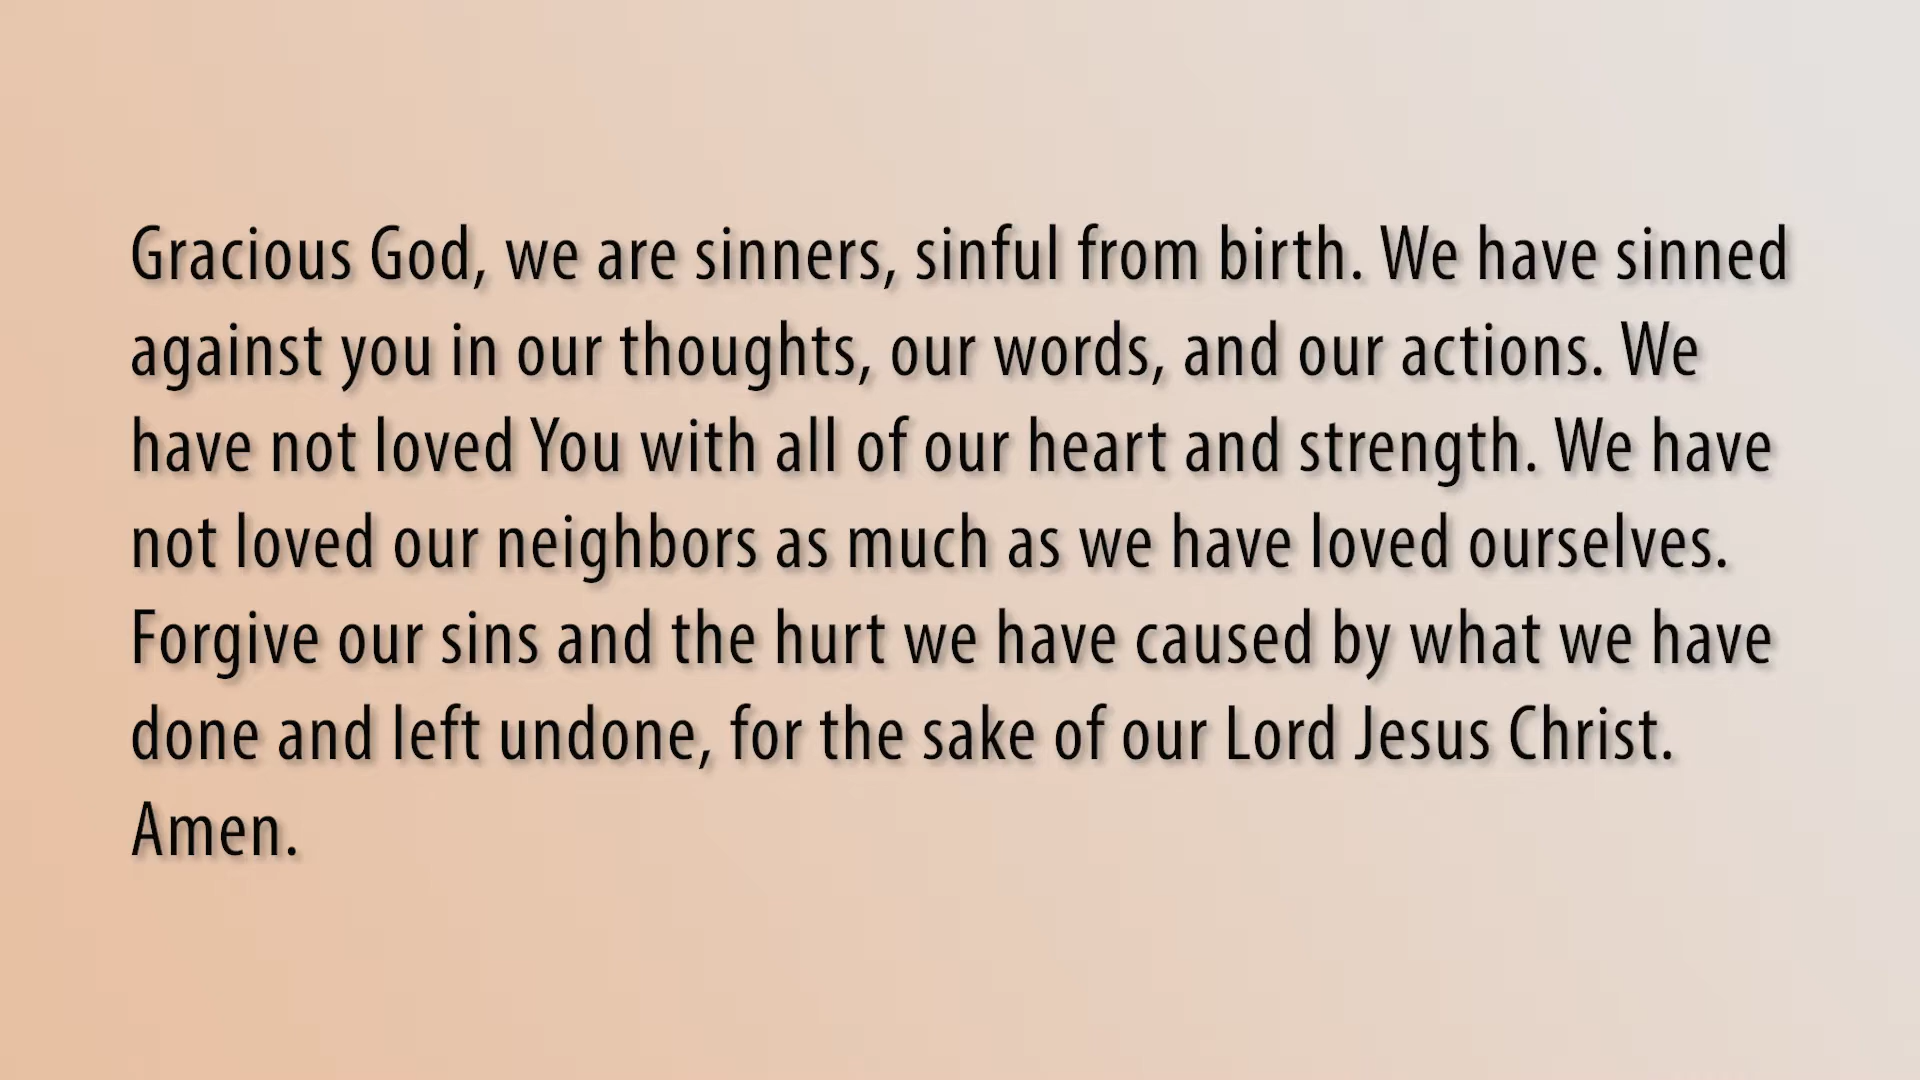 Gracious God, we are sinners, sinful from birth. We have sinned
against you in our thoughts, our words, and our actions. We
have not loved You with all of our heart and strength. We have
not loved our neighbors as much as we have loved ourselves.
Forgive our sins and the hurt we have caused by what we have
done and left undone, for the sake of our Lord Jesus Christ.
Amen.